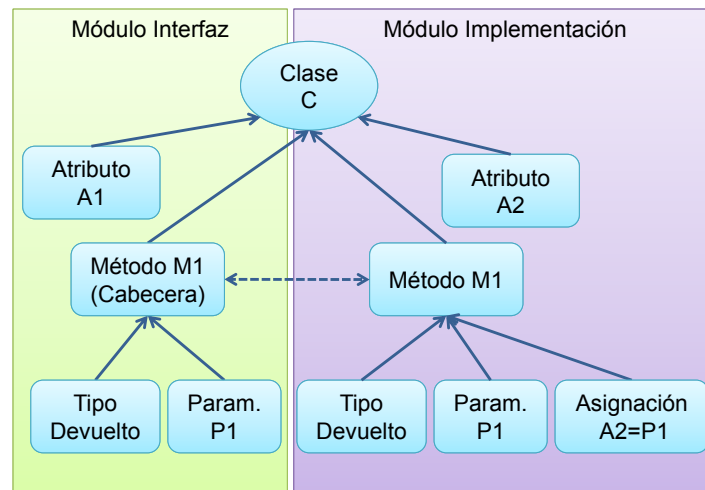 Módulo Interfaz
Módulo Implementación
Clase
C
Atributo
A1
Atributo
A2
Método M1
(Cabecera)
Método M1
Tipo
Devuelto
Param.
P1
Tipo
Devuelto
Param.
P1
Asignación
A2=P1